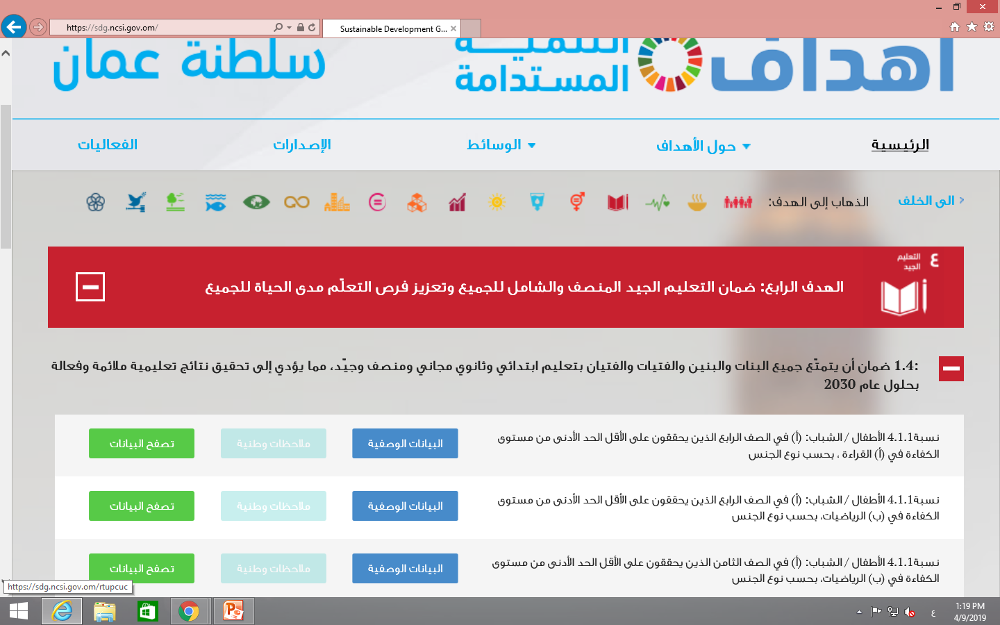 https://sdg.ncsi.gov.om/
Sustainable Development G...
أهداف
التنمية
المستدامة
سلطنة عمان
الرئيسية
حول الأهداف
الوسائط
الإصدارات
الفعاليات
الى الخلف
الذهاب إلى الهدف:
٤ التعليم
الجيد
الهدف الرابع: ضمان التعليم الجيد المنصف والشامل للجميع وتعزيز فرص التعلّم مدى الحياة للجميع
1.4: ضمان أن يتمتّع جميع البنات والبنين والفتيات والفتيان بتعليم ابتدائي وثانوي مجاني ومنصف وجيّد، مما يؤدي إلى تحقيق نتائج تعليمية ملائمة وفعالة
بحلول عام 2030
نسبة4.1.1 الأطفال / الشباب: (أ) في الصف الرابع الذين يحققون على الأقل الحد الأدنى من مستوى
الكفاءة في (أ) القراءة ، بحسب نوع الجنس
البيانات الوصفية
ملاحظات وطنية
تصفح البيانات
نسبة4.1.1 الأطفال / الشباب: (أ) في الصف الرابع الذين يحققون على الأقل الحد الأدنى من مستوى
الكفاءة في (ب) الرياضيات، بحسب نوع الجنس
البيانات الوصفية
ملاحظات وطنية
تصفح البيانات
نسبة4.1.1 الأطفال / الشباب: (أ) في الصف الثامن الذين يحققون على الأقل الحد الأدنى من مستوى
الكفاءة في (ب) الرياضيات، بحسب نوع الجنس
البيانات الوصفية
ملاحظات وطنية
تصفح البيانات
https://sdg.ncsi.gov.om/rtupcuc
ع
1:19 PM
4/9/2019